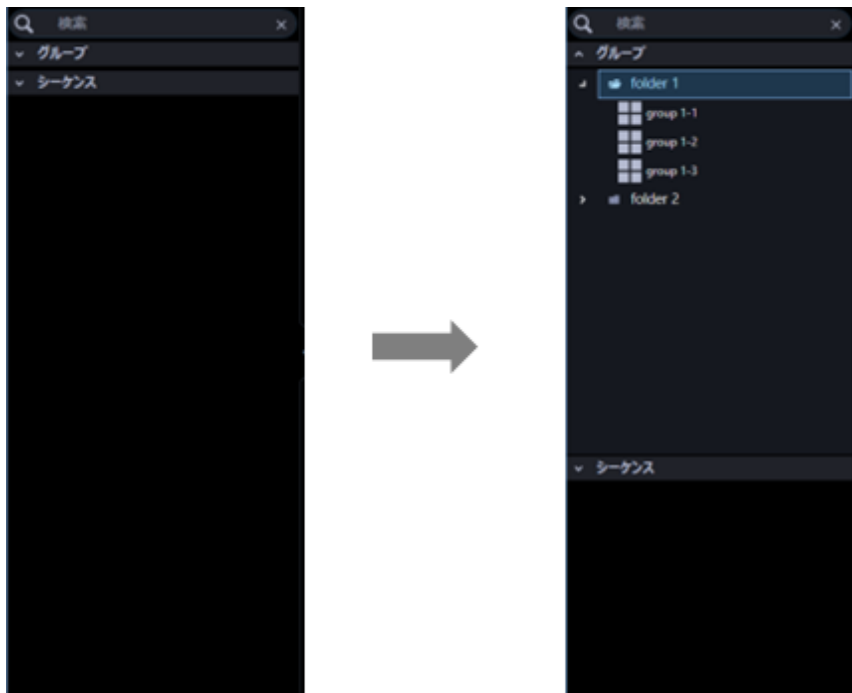 検索
グループ
シーケンス
検索
グループ
folder 1
group 1-1
group 1-2
group 1-3
folder 2
シーケンス